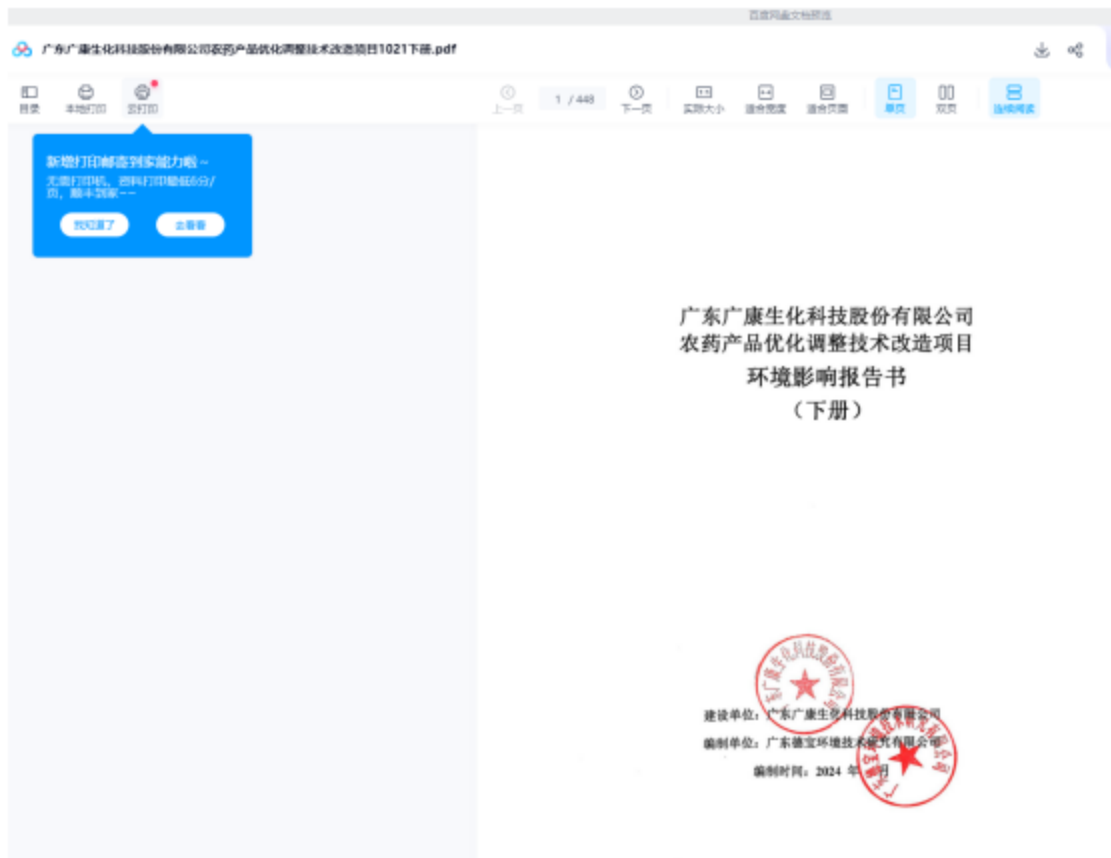 百度网盘文档预览
广东广康生化科技股份有限公司农药产品优化调整技术改造项目1021下册.pdf
目录 本地打印 云打印 上一页 1 / 448 下一页 实际大小 适合宽度 适合页面 单页 双页 连续阅读
新增打印邮寄到家能力啦~
无需打印机，资料打印最低6分/
页，顺丰到家~~
我知道了 去看看
广东广康生化科技股份有限公司
农药产品优化调整技术改造项目
环境影响报告书
（下册）
建设单位：广东广康生化科技股份有限公司
编制单位：广东德宝环境技术研究有限公司
编制时间：2024 年 月